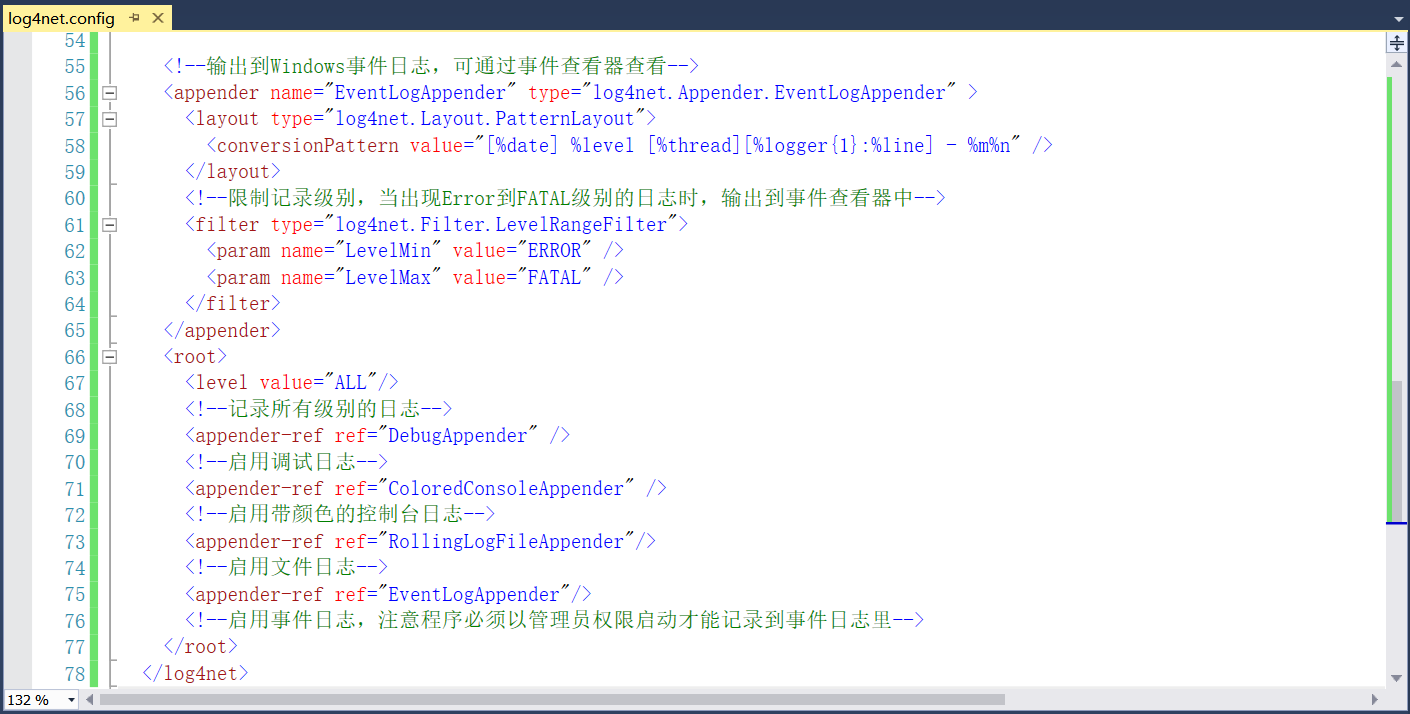 log4net.config
54
55 <!--输出到Windows事件日志，可通过事件查看器查看-->
56 <appender name="EventLogAppender" type="log4net.Appender.EventLogAppender" >
57 <layout type="log4net.Layout.PatternLayout">
58 <conversionPattern value="[%date] %level [%thread][%logger{1}:%line] - %m%n" />
59 </layout>
60 <!--限制记录级别，当出现Error到FATAL级别的日志时，输出到事件查看器中-->
61 <filter type="log4net.Filter.LevelRangeFilter">
62 <param name="LevelMin" value="ERROR" />
63 <param name="LevelMax" value="FATAL" />
64 </filter>
65 </appender>
66 <root>
67 <level value="ALL"/>
68 <!--记录所有级别的日志-->
69 <appender-ref ref="DebugAppender" />
70 <!--启用调试日志-->
71 <appender-ref ref="ColoredConsoleAppender" />
72 <!--启用带颜色的控制台日志-->
73 <appender-ref ref="RollingLogFileAppender"/>
74 <!--启用文件日志-->
75 <appender-ref ref="EventLogAppender"/>
76 <!--启用事件日志，注意程序必须以管理员权限启动才能记录到事件日志里-->
77 </root>
78 </log4net>
132 %